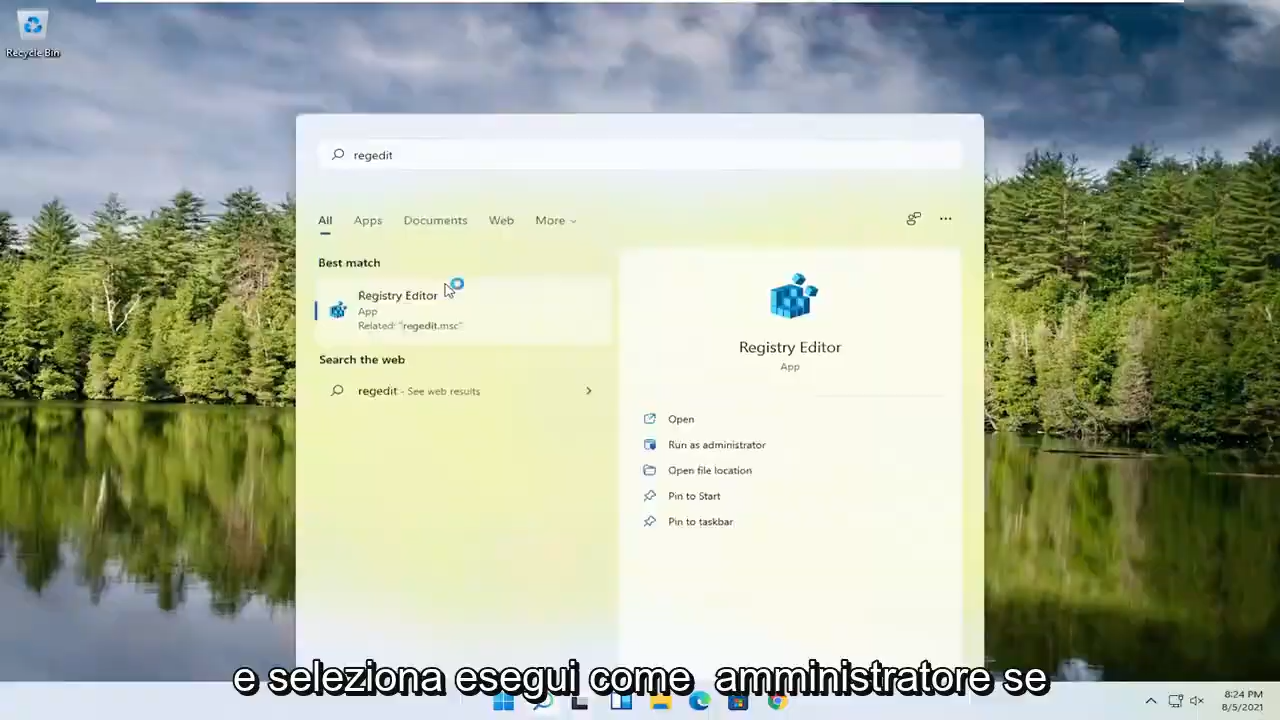 Recycle Bin
regedit
All Apps Documents Web More
Best match
Registry Editor
App
Related: "regedit.msc"
Search the web
regedit - See web results
Registry Editor
App
Open
Run as administrator
Open file location
Pin to Start
Pin to taskbar
e seleziona esegui come amministratore se
8:24 PM
8/5/2021